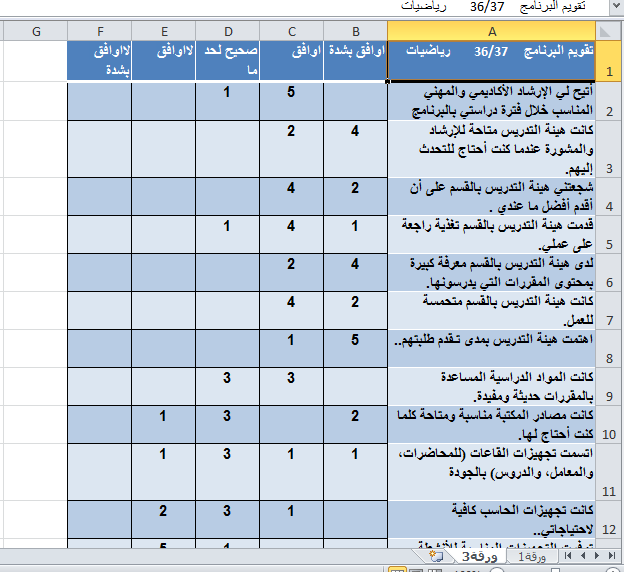 تقويم البرنامج 36/37 رياضيات
G F E D C B A
تقويم البرنامج 36/37 رياضيات اوافق بشدة اوافق صحيح لحد ما لااوافق لااوافق بشدة 1
أتيح لي الإرشاد الأكاديمي والمهني 5 1
المناسب خلال فترة دراستي بالبرنامج 2
كانت هيئة التدريس متاحة للإرشاد 4 2
والمشورة عندما كنت أحتاج للتحدث
إليهم. 3
شجعتني هيئة التدريس بالقسم على أن 2 4
أقدم أفضل ما عندي . 4
قدمت هيئة التدريس بالقسم تغذية راجعة 1 4 1
على عملي. 5
لدى هيئة التدريس بالقسم معرفة كبيرة 4 2
بمحتوى المقررات التي يدرسونها. 6
كانت هيئة التدريس بالقسم متحمسة 2 4
للعمل. 7
اهتمت هيئة التدريس بمدى تـقدم طلبتهم.. 5 1
8
كانت المواد الدراسية المساعدة 3 3
بالمقررات حديثة ومفيدة. 9
كانت مصادر المكتبة مناسبة ومتاحة كلما 2 3 1
كنت أحتاج لها. 10
اتسمت تجهيزات القاعات (للمحاضرات، 1 1 3 1
والمعامل، والدروس) بالجودة
11
كانت تجهيزات الحاسب كافية 1 3 2
لاحتياجاتي.. 12
ورقة1 ورقة3